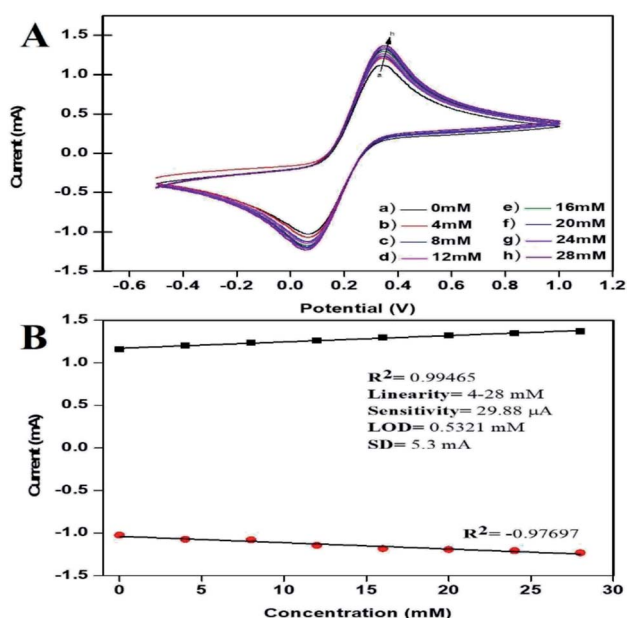 A
1.5
1.0
0.5
0.0
-0.5
-1.0
1.5
Current (mA)
h
a
a) 0mM
b) 4mM
c) 8mM
d) 12mM
e) 16mM
f) 20mM
g) 24mM
h) 28mM
-0.6 -0.4 -0.2 0.0 0.2 0.4 0.6 0.8 1.0 1.2
Potential (V)
B
1.5
1.0
0.5
0.0
-0.5
-1.0
-1.5
Current (mA)
R²= 0.99465
Linearity= 4-28 mM
Sensitivity= 29.88 µA
LOD= 0.5321 mM
SD= 5.3 mA
R²= -0.97697
0 5 10 15 20 25 30
Concentration (mM)